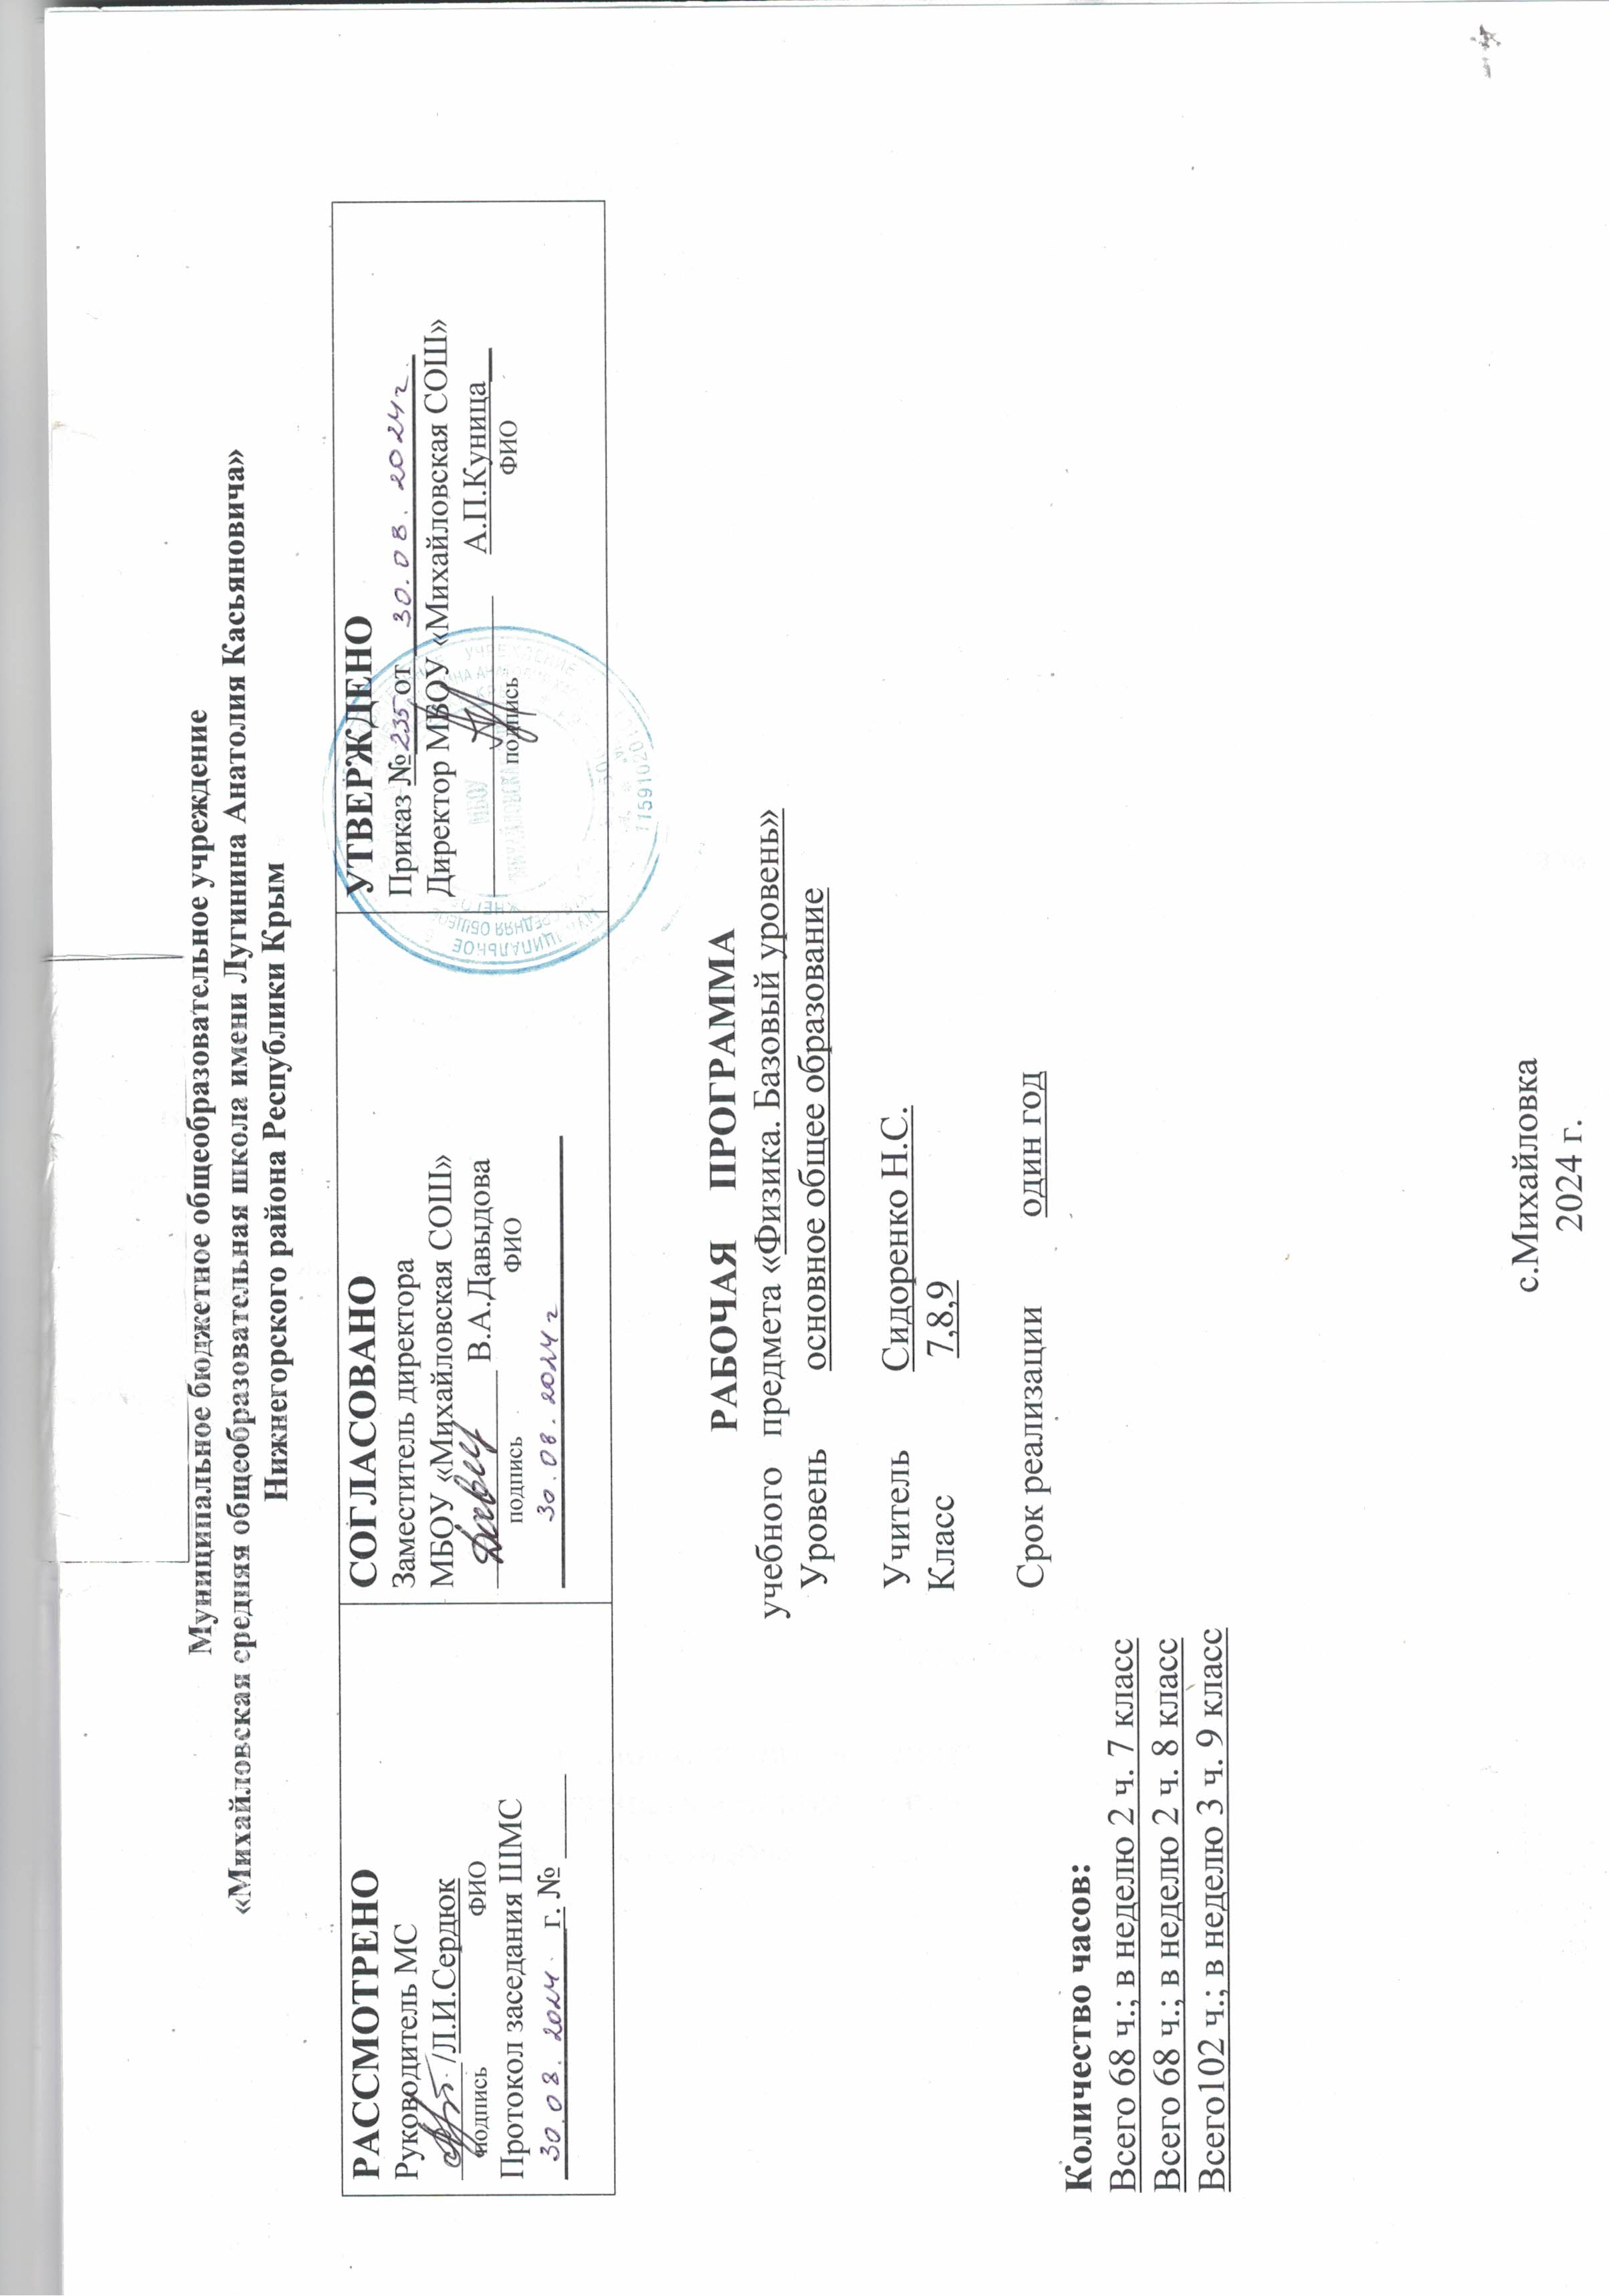 Муниципальное бюджетное общеобразовательное учреждение
«Михайловская средняя общеобразовательная школа имени Лугинина Анатолия Касьяновича»
Нижнегорского района Республики Крым
РАССМОТРЕНО
Руководитель МС
/Л.И.Сердюк
подпись ФИО
Протокол заседания ШМС
30.08.2024. г. №
СОГЛАСОВАНО
Заместитель директора
МБОУ «Михайловская СОШ»
В.А.Давыдова
подпись ФИО
30.08.2024 г
УТВЕРЖДЕНО
Приказ №235 от 30.08.2024г.
Директор МБОУ «Михайловская СОШ»
А.П.Куница
подпись ФИО
РАБОЧАЯ ПРОГРАММА
учебного предмета «Физика. Базовый уровень»
Уровень основное общее образование
Учитель Сидоренко Н.С.
Класс 7,8,9
Срок реализации один год
Количество часов:
Всего 68 ч.; в неделю 2 ч. 7 класс
Всего 68 ч.; в неделю 2 ч. 8 класс
Всего102 ч.; в неделю 3 ч. 9 класс
с.Михайловка
2024 г.